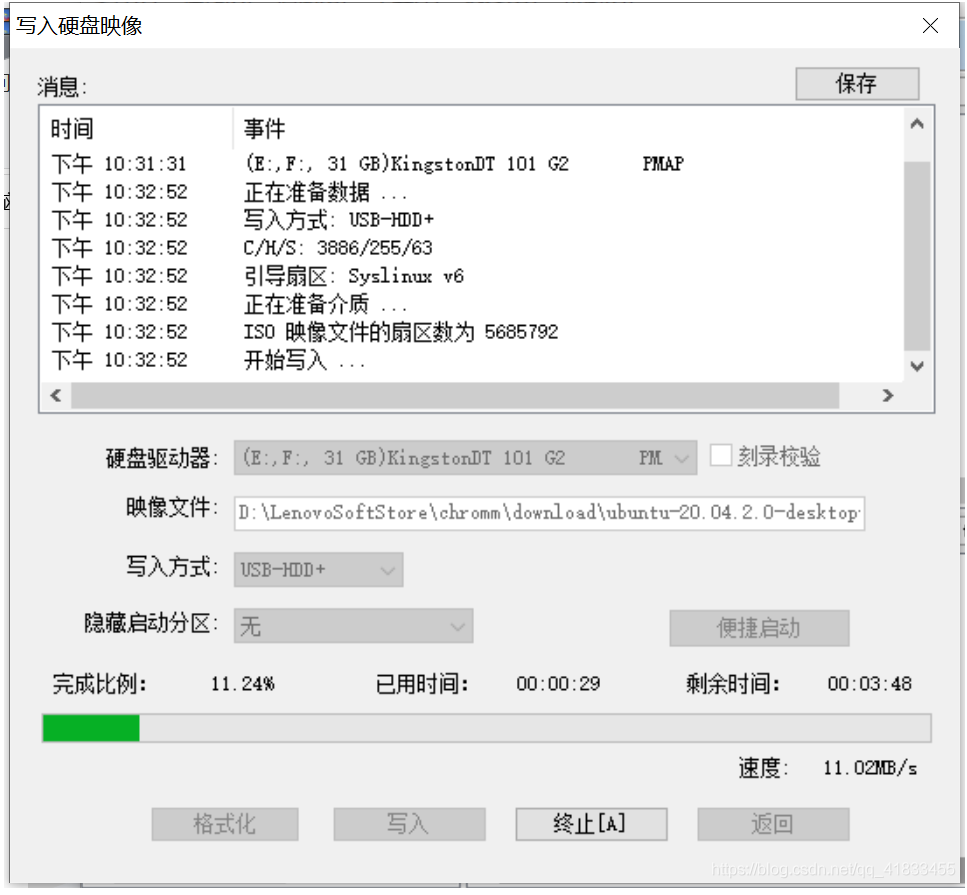 写入硬盘映像
消息:
保存
时间 事件
下午 10:31:31 (E:,F:, 31 GB)KingstonDT 101 G2 PMAP
下午 10:32:52 正在准备数据 ...
下午 10:32:52 写入方式: USB-HDD+
下午 10:32:52 C/H/S: 3886/255/63
下午 10:32:52 引导扇区: Syslinux v6
下午 10:32:52 正在准备介质 ...
下午 10:32:52 ISO 映像文件的扇区数为 5685792
下午 10:32:52 开始写入 ...
硬盘驱动器: (E:,F:, 31 GB)KingstonDT 101 G2 PM 刻录校验
映像文件: D:\LenovoSoftStore\chromm\download\ubuntu-20.04.2.0-desktop-
写入方式: USB-HDD+
隐藏启动分区: 无 便捷启动
完成比例: 11.24% 已用时间: 00:00:29 剩余时间: 00:03:48
速度: 11.02MB/s
格式化 写入 终止[A] 返回
https://blog.csdn.net/qq_41833455